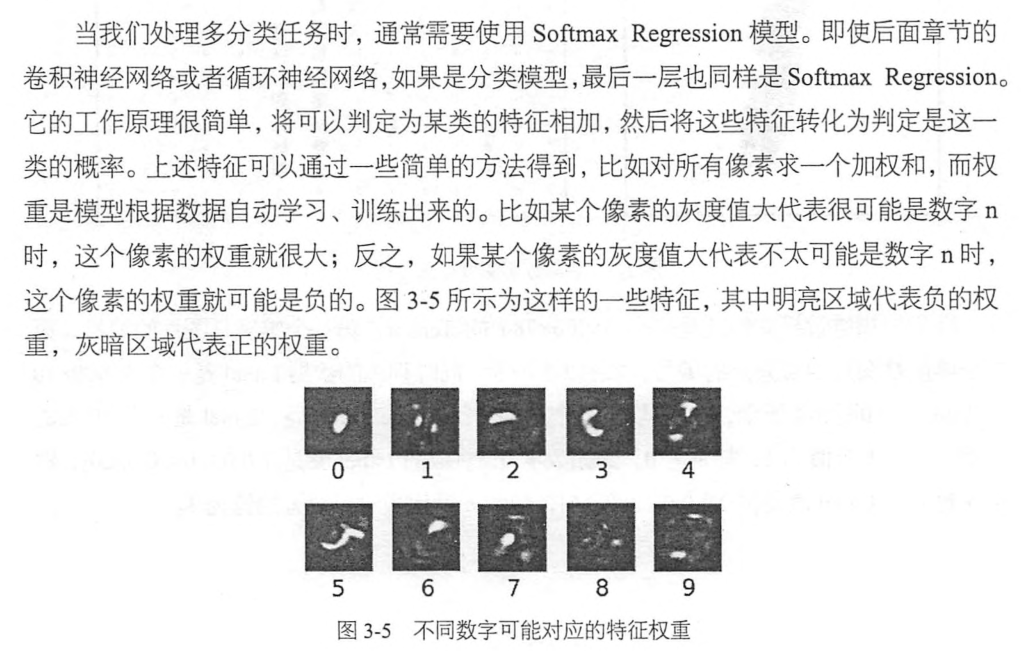 当我们处理多分类任务时，通常需要使用 Softmax Regression 模型。即使后面章节的
卷积神经网络或者循环神经网络，如果是分类模型，最后一层也同样是 Softmax Regression。
它的工作原理很简单，将可以判定为某类的特征相加，然后将这些特征转化为判定是这一
类的概率。上述特征可以通过一些简单的方法得到，比如对所有像素求一个加权和，而权
重是模型根据数据自动学习、训练出来的。比如某个像素的灰度值大代表很可能是数字 n
时，这个像素的权重就很大；反之，如果某个像素的灰度值大代表不太可能是数字 n 时，
这个像素的权重就可能是负的。图 3-5 所示为这样的一些特征，其中明亮区域代表负的权
重，灰暗区域代表正的权重。
0 1 2 3 4
5 6 7 8 9
图 3-5 不同数字可能对应的特征权重